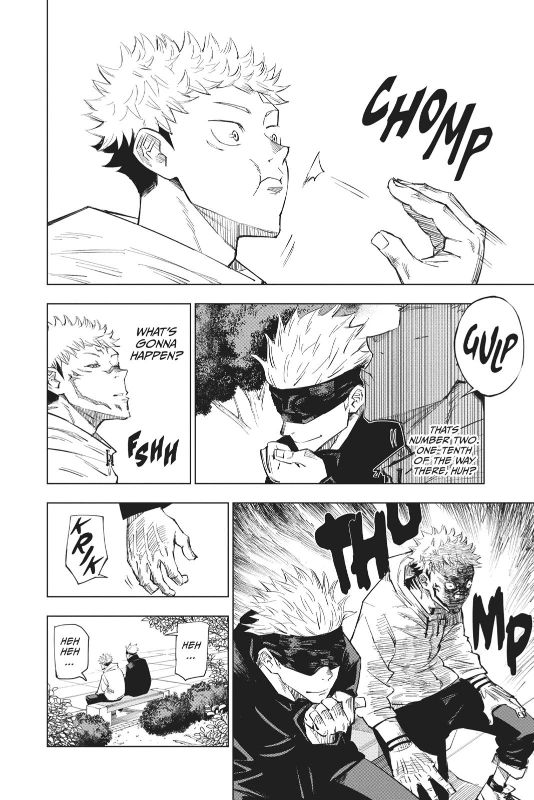 CHOMP
GULP
THATS
NUMBER TWO.
ONE-TENTH
OF THE WAY
THERE, HUH?
WHAT'S
GONNA
HAPPEN?
FSHH
KRIK
THU
MP
HEH
...
HEH
HEH
...